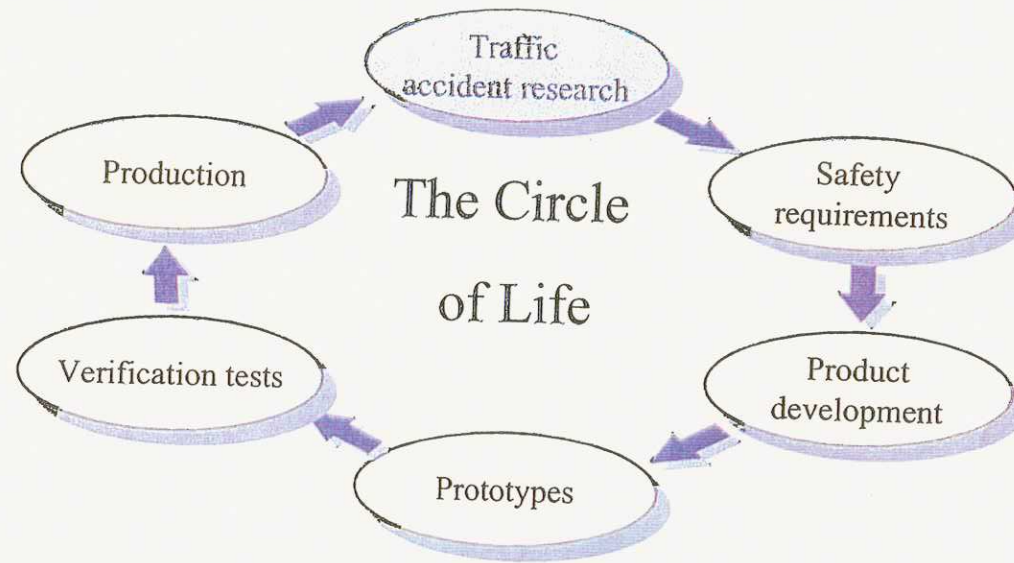 Traffic
accident research
Safety
requirements
Product
development
Prototypes
Verification tests
Production
The Circle
of Life